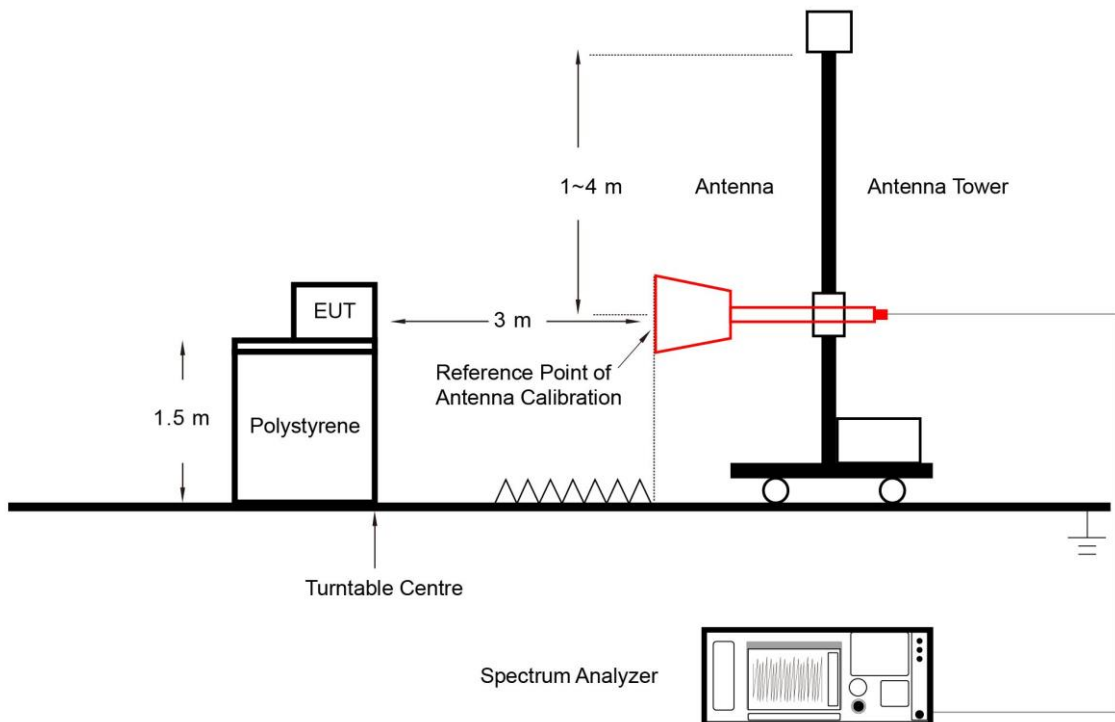 1~4 m
Antenna
Antenna Tower
EUT
3 m
Reference Point of
Antenna Calibration
1.5 m
Polystyrene
Turntable Centre
Spectrum Analyzer